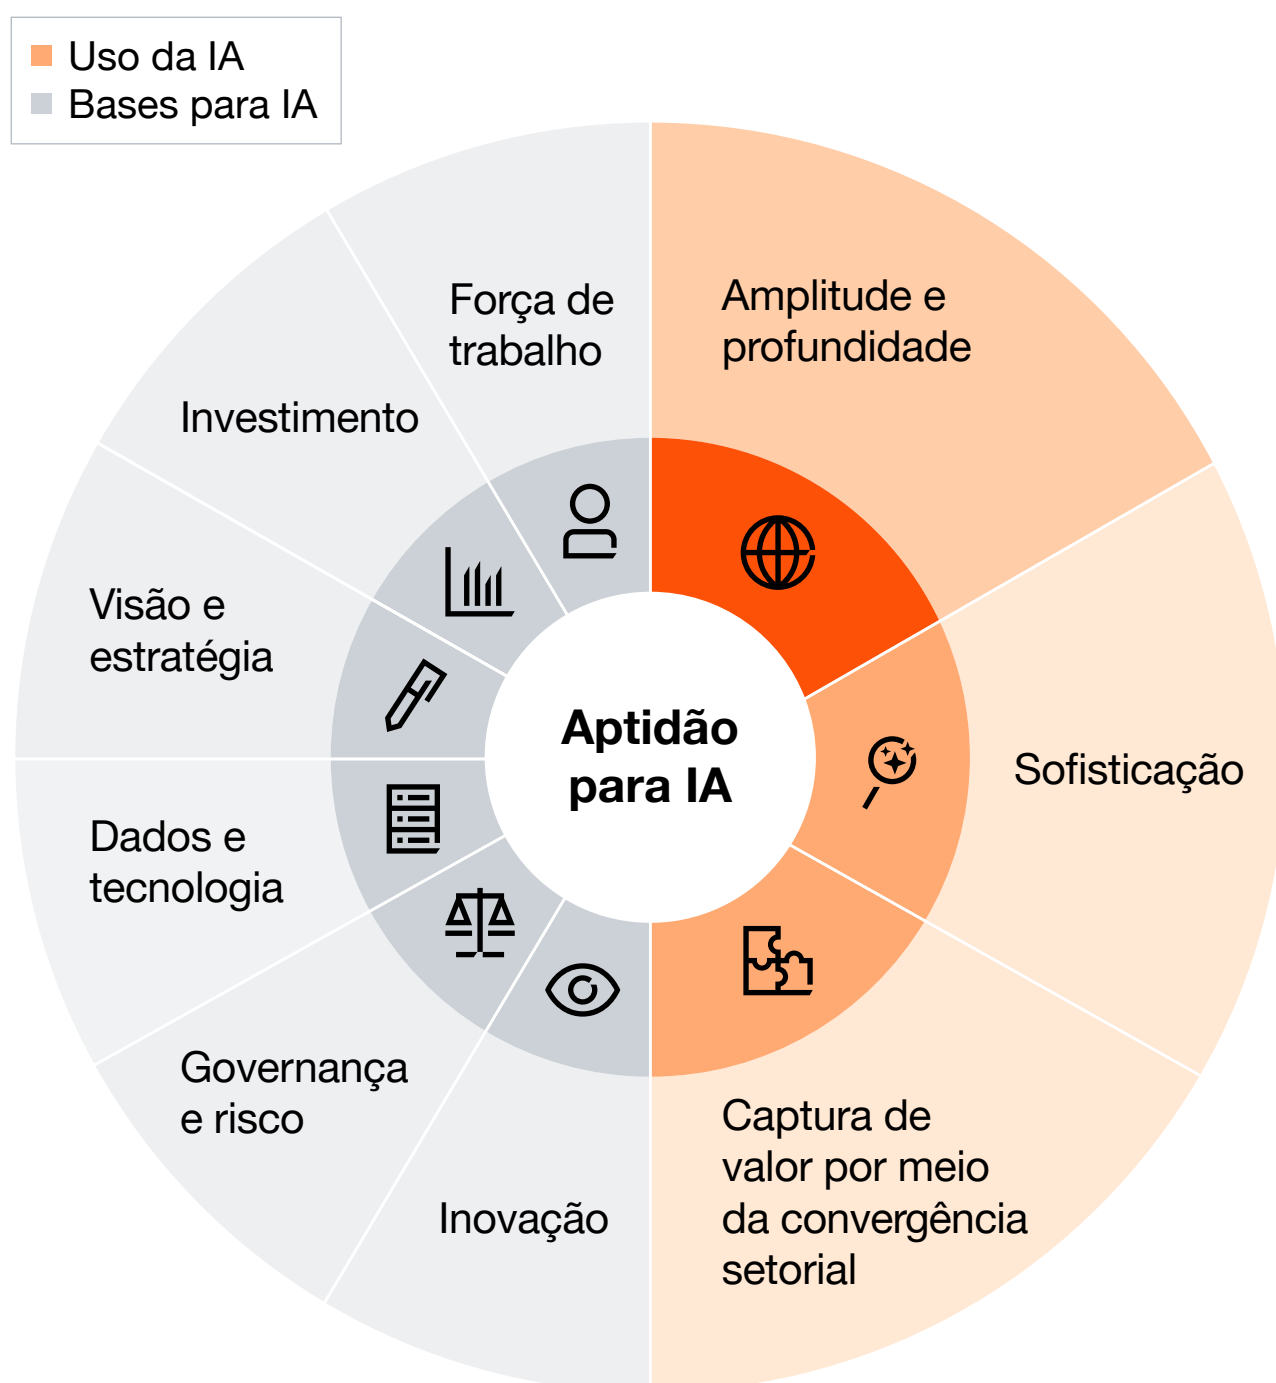 Uso da IA
Bases para IA
Força de
trabalho
Amplitude e
profundidade
Investimento
Visão e
estratégia
Aptidão
para IA
Sofisticação
Dados e
tecnologia
Governança
e risco
Captura de
valor por meio
da convergência
setorial
Inovação